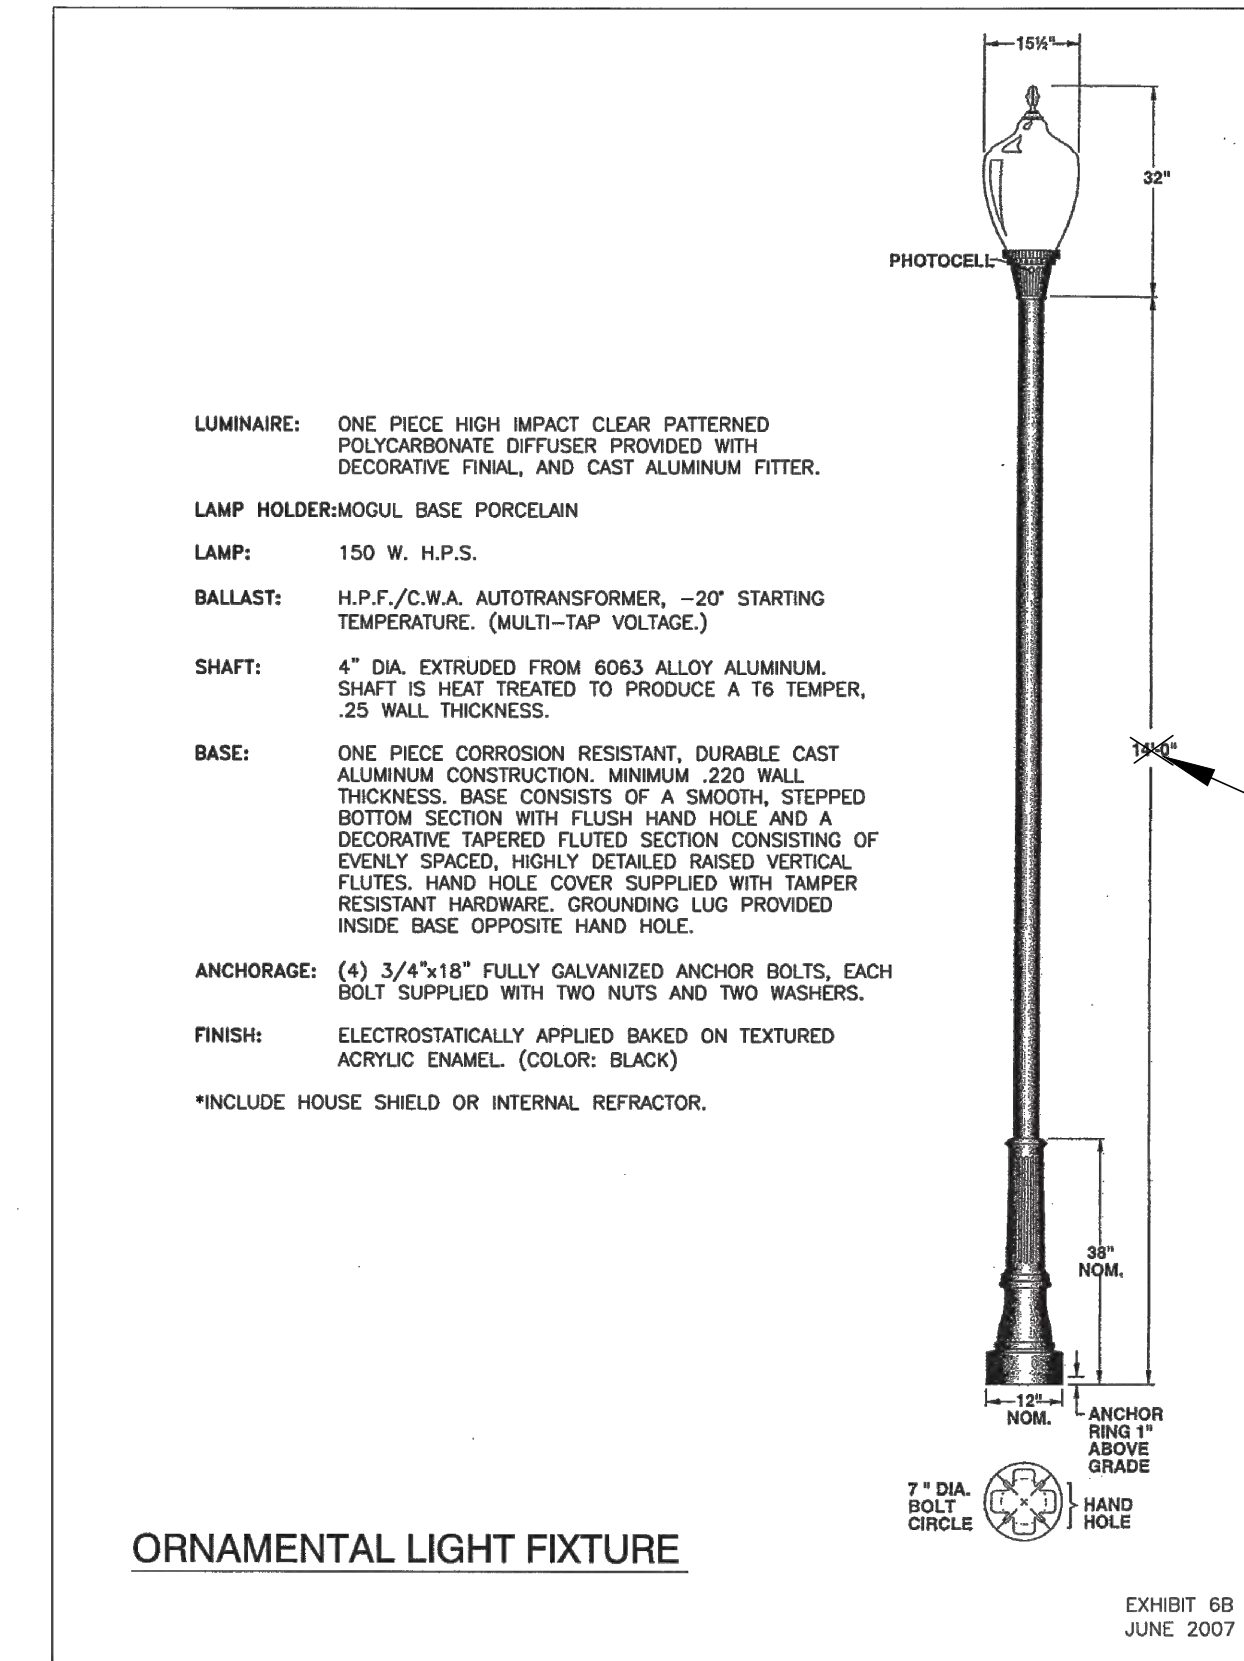 15½"
32"
PHOTOCELL
LUMINAIRE: ONE PIECE HIGH IMPACT CLEAR PATTERNED
POLYCARBONATE DIFFUSER PROVIDED WITH
DECORATIVE FINIAL, AND CAST ALUMINUM FITTER.
LAMP HOLDER: MOGUL BASE PORCELAIN
LAMP: 150 W. H.P.S.
BALLAST: H.P.F./C.W.A. AUTOTRANSFORMER, -20° STARTING
TEMPERATURE. (MULTI-TAP VOLTAGE.)
SHAFT: 4" DIA. EXTRUDED FROM 6063 ALLOY ALUMINUM.
SHAFT IS HEAT TREATED TO PRODUCE A T6 TEMPER,
.25 WALL THICKNESS.
14'-0"
BASE: ONE PIECE CORROSION RESISTANT, DURABLE CAST
ALUMINUM CONSTRUCTION. MINIMUM .220 WALL
THICKNESS. BASE CONSISTS OF A SMOOTH, STEPPED
BOTTOM SECTION WITH FLUSH HAND HOLE AND A
DECORATIVE TAPERED FLUTED SECTION CONSISTING OF
EVENLY SPACED, HIGHLY DETAILED RAISED VERTICAL
FLUTES. HAND HOLE COVER SUPPLIED WITH TAMPER
RESISTANT HARDWARE. GROUNDING LUG PROVIDED
INSIDE BASE OPPOSITE HAND HOLE.
ANCHORAGE: (4) 3/4"x18" FULLY GALVANIZED ANCHOR BOLTS, EACH
BOLT SUPPLIED WITH TWO NUTS AND TWO WASHERS.
FINISH: ELECTROSTATICALLY APPLIED BAKED ON TEXTURED
ACRYLIC ENAMEL. (COLOR: BLACK)
*INCLUDE HOUSE SHIELD OR INTERNAL REFRACTOR.
38"
NOM.
12"
NOM.
ANCHOR
RING 1"
ABOVE
GRADE
7" DIA.
BOLT
CIRCLE
HAND
HOLE
ORNAMENTAL LIGHT FIXTURE
EXHIBIT 6B
JUNE 2007